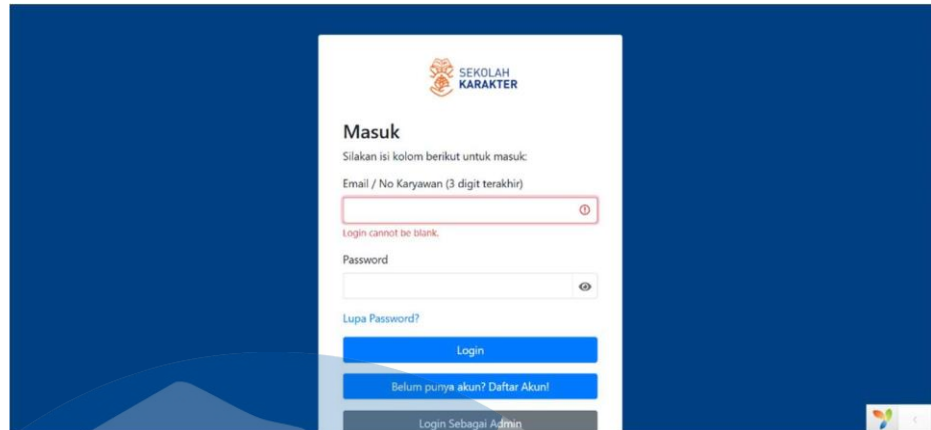 SEKOLAH
KARAKTER
Masuk
Silakan isi kolom berikut untuk masuk:
Email / No Karyawan (3 digit terakhir)
Login cannot be blank.
Password
Lupa Password?
Login
Belum punya akun? Daftar Akun!
Login Sebagai Admin